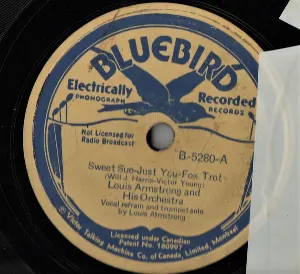 BLUEBIRD
Electrically Recorded
PHONOGRAPH RECORDS
Not Licensed for
Radio Broadcast
B-5280-A
Sweet Sue-Just You-Fox Trot
(Will J. Harris-Victor Young)
Louis Armstrong and
His Orchestra
Vocal refrain and trumpet solo
by Louis Armstrong
Licensed under Canadian
Patent No. 180997
Victor Talking Machine Co. of Canada, Limited, Montreal